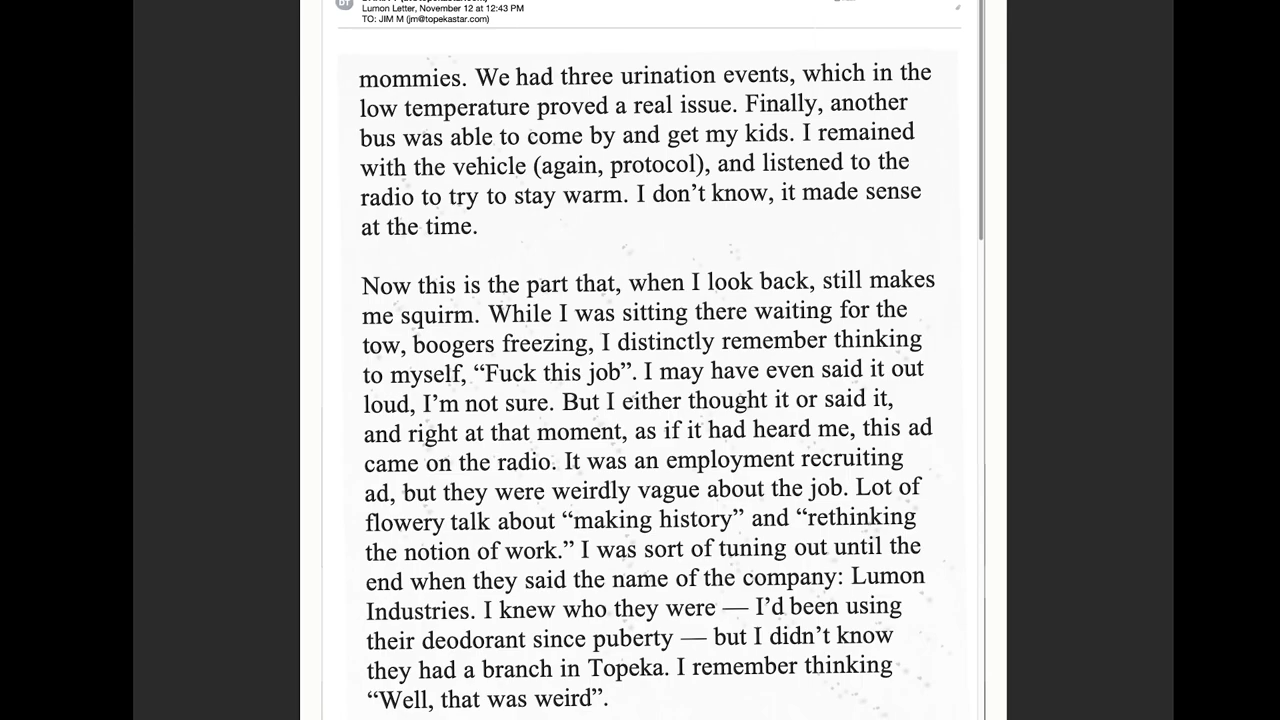 Lumon Letter, November 12 at 12:43 PM
TO: JIM M (jm@topekastar.com)
mommies. We had three urination events, which in the
low temperature proved a real issue. Finally, another
bus was able to come by and get my kids. I remained
with the vehicle (again, protocol), and listened to the
radio to try to stay warm. I don’t know, it made sense
at the time.
Now this is the part that, when I look back, still makes
me squirm. While I was sitting there waiting for the
tow, boogers freezing, I distinctly remember thinking
to myself, “Fuck this job”. I may have even said it out
loud, I’m not sure. But I either thought it or said it,
and right at that moment, as if it had heard me, this ad
came on the radio. It was an employment recruiting
ad, but they were weirdly vague about the job. Lot of
flowery talk about “making history” and “rethinking
the notion of work.” I was sort of tuning out until the
end when they said the name of the company: Lumon
Industries. I knew who they were — I’d been using
their deodorant since puberty — but I didn’t know
they had a branch in Topeka. I remember thinking
“Well, that was weird”.